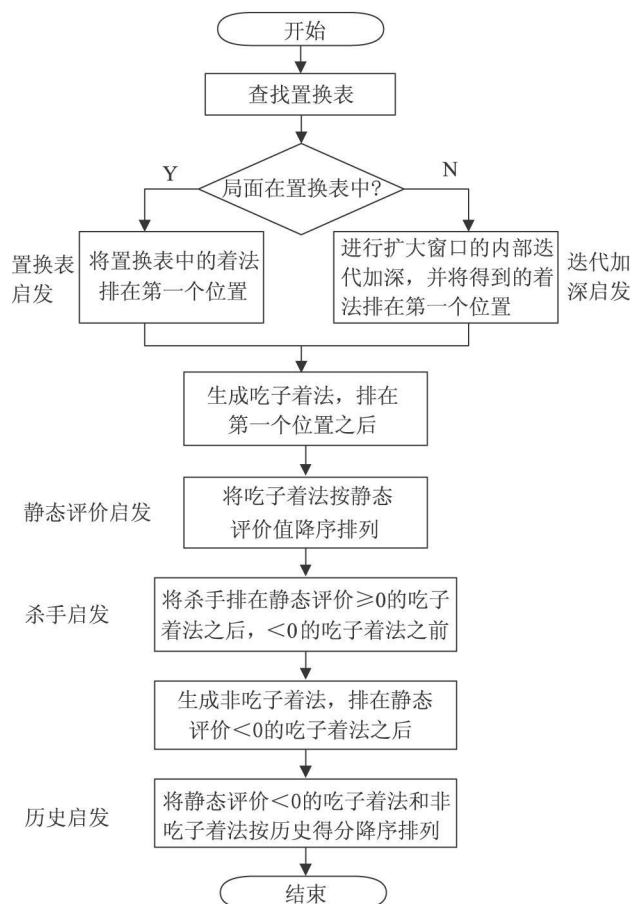 开始
查找置换表
局面在置换表中?
Y
N
置换表
启发
将置换表中的着法
排在第一个位置
进行扩大窗口的内部迭
代加深，并将得到的着
法排在第一个位置
迭代加
深启发
生成吃子着法，排在
第一个位置之后
静态评价启发
将吃子着法按静态
评价值降序排列
杀手启发
将杀手排在静态评价≥0的吃子
着法之后，<0的吃子着法之前
生成非吃子着法，排在静态
评价<0的吃子着法之后
历史启发
将静态评价<0的吃子着法和非
吃子着法按历史得分降序排列
结束